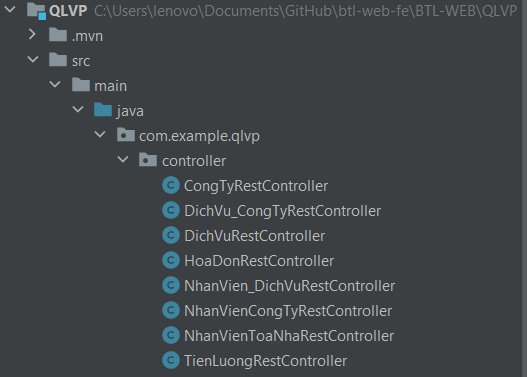 QLVP C:\Users\lenovo\Documents\GitHub\btl-web-fe\BTL-WEB\QLVP
.mvn
src
main
java
com.example.qlvp
controller
CongTyRestController
DichVu_CongTyRestController
DichVuRestController
HoaDonRestController
NhanVien_DichVuRestController
NhanVienCongTyRestController
NhanVienToaNhaRestController
TienLuongRestController